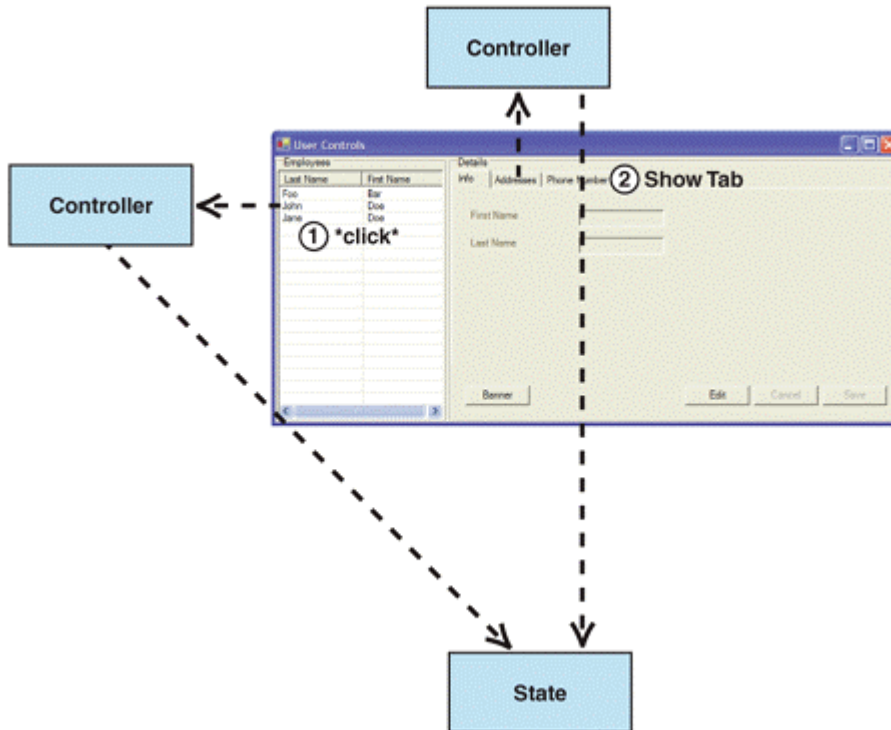 Controller
User Controls
Employees
Details
Last Name First Name
Info Addresses Phone Number
② Show Tab
Controller
Foo Bar
John Doe
Jane Doe
① *click*
First Name
Last Name
Banner Edit Cancel Save
State